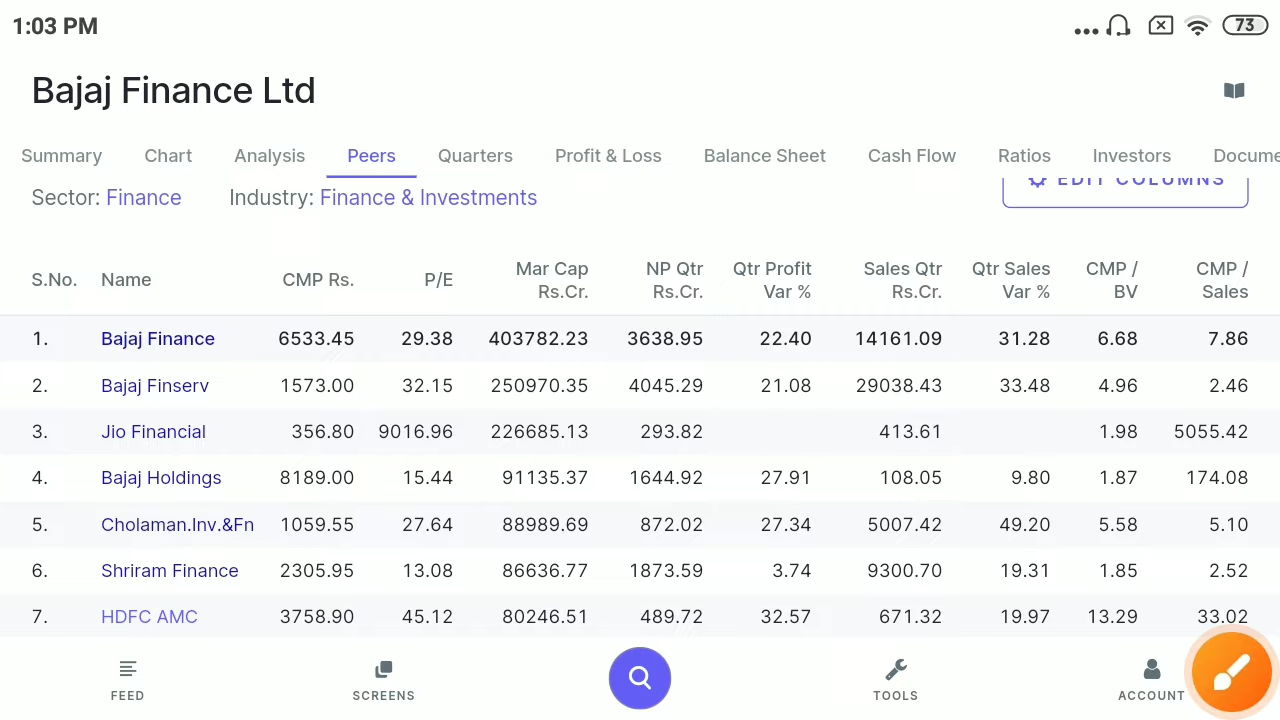 1:03 PM
73
Bajaj Finance Ltd
Summary Chart Analysis Peers Quarters Profit & Loss Balance Sheet Cash Flow Ratios Investors Docume
Sector: Finance Industry: Finance & Investments EDIT COLUMNS
S.No. Name CMP Rs. P/E Mar Cap Rs.Cr. NP Qtr Rs.Cr. Qtr Profit Var % Sales Qtr Rs.Cr. Qtr Sales Var % CMP / BV CMP / Sales
1. Bajaj Finance 6533.45 29.38 403782.23 3638.95 22.40 14161.09 31.28 6.68 7.86
2. Bajaj Finserv 1573.00 32.15 250970.35 4045.29 21.08 29038.43 33.48 4.96 2.46
3. Jio Financial 356.80 9016.96 226685.13 293.82 413.61 1.98 5055.42
4. Bajaj Holdings 8189.00 15.44 91135.37 1644.92 27.91 108.05 9.80 1.87 174.08
5. Cholaman.Inv.&Fn 1059.55 27.64 88989.69 872.02 27.34 5007.42 49.20 5.58 5.10
6. Shriram Finance 2305.95 13.08 86636.77 1873.59 3.74 9300.70 19.31 1.85 2.52
7. HDFC AMC 3758.90 45.12 80246.51 489.72 32.57 671.32 19.97 13.29 33.02
FEED SCREENS TOOLS ACCOUNT